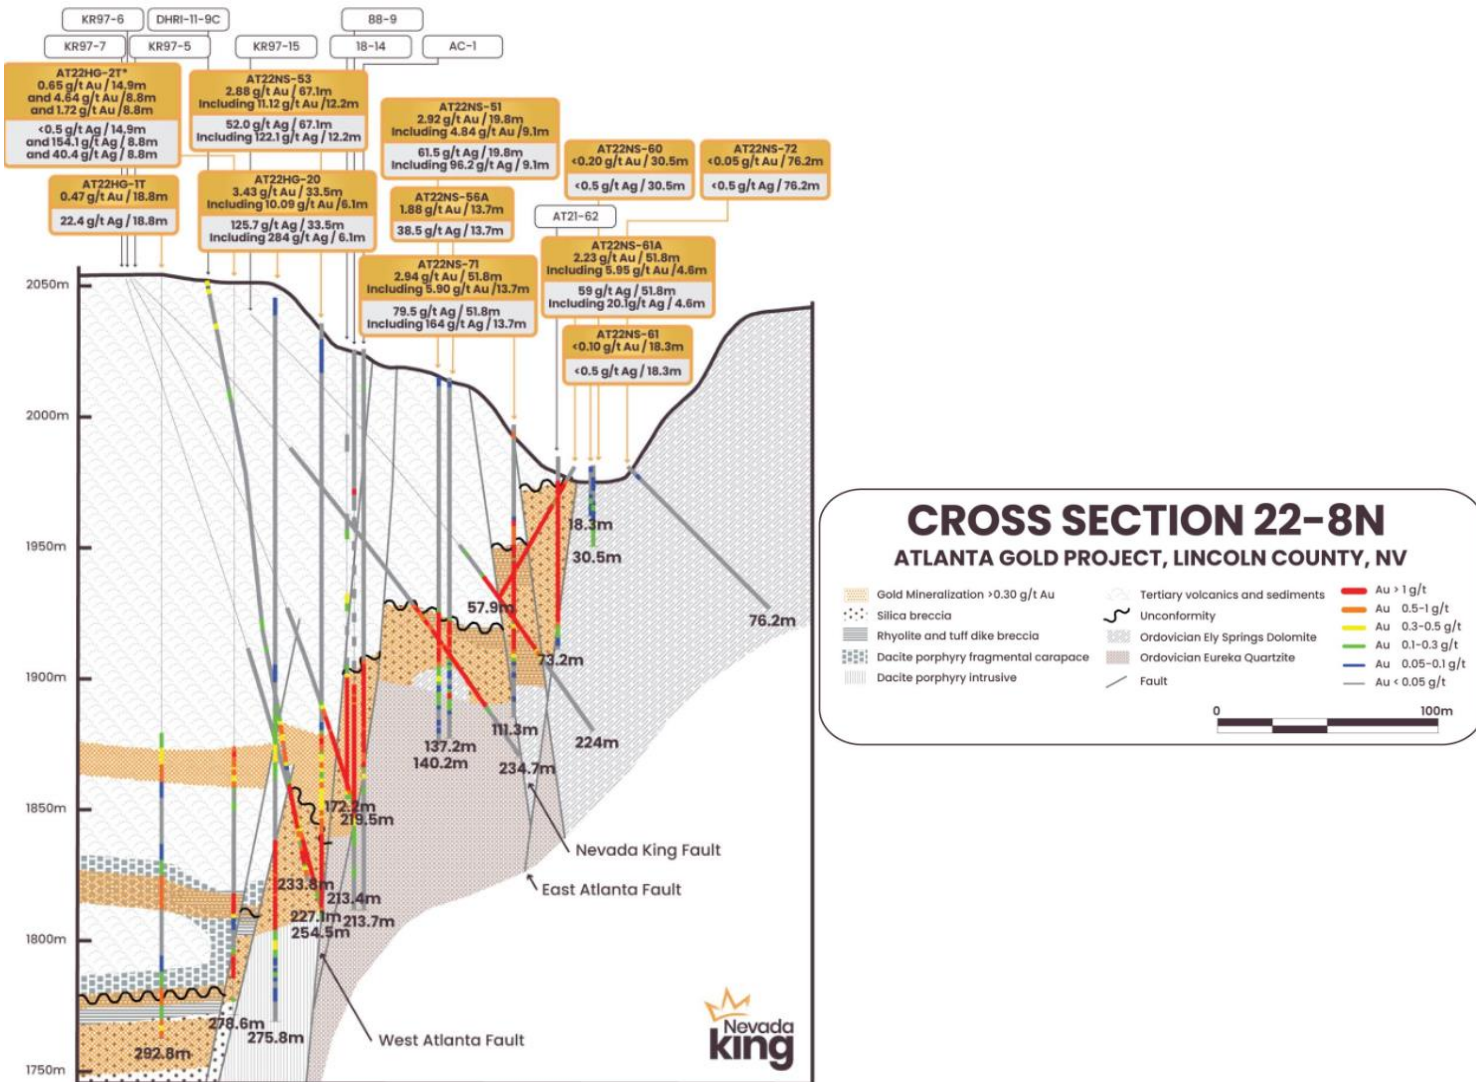 KR97-6
DHRI-11-9C
88-9
KR97-7
KR97-5
KR97-15
18-14
AC-1
AT22HG-2T*
0.65 g/t Au / 14.9m
and 4.64 g/t Au /8.8m
and 1.72 g/t Au /8.8m
<0.5 g/t Ag / 14.9m
and 154.1 g/t Ag / 8.8m
and 40.4 g/t Ag / 8.8m
AT22NS-53
2.88 g/t Au / 67.1m
Including 11.12 g/t Au /12.2m
52.0 g/t Ag / 67.1m
Including 122.1 g/t Ag / 12.2m
AT22NS-51
2.92 g/t Au / 19.8m
Including 4.84 g/t Au /9.1m
61.5 g/t Ag / 19.8m
Including 96.2 g/t Ag / 9.1m
AT22NS-60
<0.20 g/t Au / 30.5m
<0.5 g/t Ag / 30.5m
AT22NS-72
<0.05 g/t Au / 76.2m
<0.5 g/t Ag / 76.2m
AT22HG-1T
0.47 g/t Au / 18.8m
22.4 g/t Ag / 18.8m
AT22HG-20
3.43 g/t Au / 33.5m
Including 10.09 g/t Au /6.1m
125.7 g/t Ag / 33.5m
Including 284 g/t Ag / 6.1m
AT22NS-56A
1.88 g/t Au / 13.7m
38.5 g/t Ag / 13.7m
AT21-62
AT22NS-71
2.94 g/t Au / 51.8m
Including 5.90 g/t Au /13.7m
79.5 g/t Ag / 51.8m
Including 164 g/t Ag / 13.7m
AT22NS-61A
2.23 g/t Au / 51.8m
Including 5.95 g/t Au /4.6m
59 g/t Ag / 51.8m
Including 20.1g/t Ag / 4.6m
AT22NS-61
<0.10 g/t Au / 18.3m
<0.5 g/t Ag / 18.3m
2050m
2000m
1950m
1900m
1850m
1800m
1750m
18.3m
30.5m
57.9m
76.2m
73.2m
111.3m
224m
137.2m
140.2m
234.7m
172.2m
219.5m
233.8m
213.4m
227.1m
213.7m
254.5m
278.6m
275.8m
292.8m
Nevada King Fault
East Atlanta Fault
West Atlanta Fault
Nevada
king
CROSS SECTION 22-8N
ATLANTA GOLD PROJECT, LINCOLN COUNTY, NV
Gold Mineralization >0.30 g/t Au
Silica breccia
Rhyolite and tuff dike breccia
Dacite porphyry fragmental carapace
Dacite porphyry intrusive
Tertiary volcanics and sediments
Unconformity
Ordovician Ely Springs Dolomite
Ordovician Eureka Quartzite
Fault
Au > 1 g/t
Au 0.5-1 g/t
Au 0.3-0.5 g/t
Au 0.1-0.3 g/t
Au 0.05-0.1 g/t
Au < 0.05 g/t
0
100m